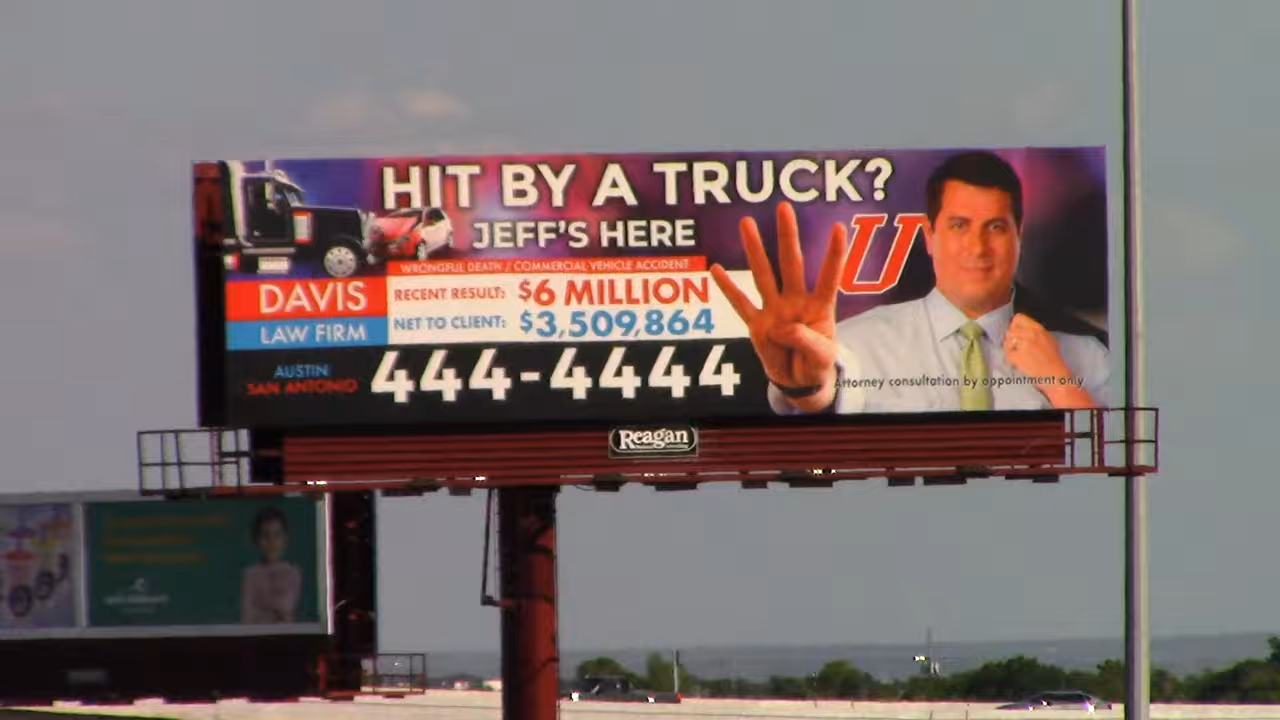 HIT BY A TRUCK?
JEFF'S HERE
4 U
WRONGFUL DEATH / COMMERCIAL VEHICLE ACCIDENT
DAVIS
LAW FIRM
RECENT RESULT: $6 MILLION
NET TO CLIENT: $3,509,864
AUSTIN
SAN ANTONIO
444-4444
Attorney consultation by appointment only
Reagan